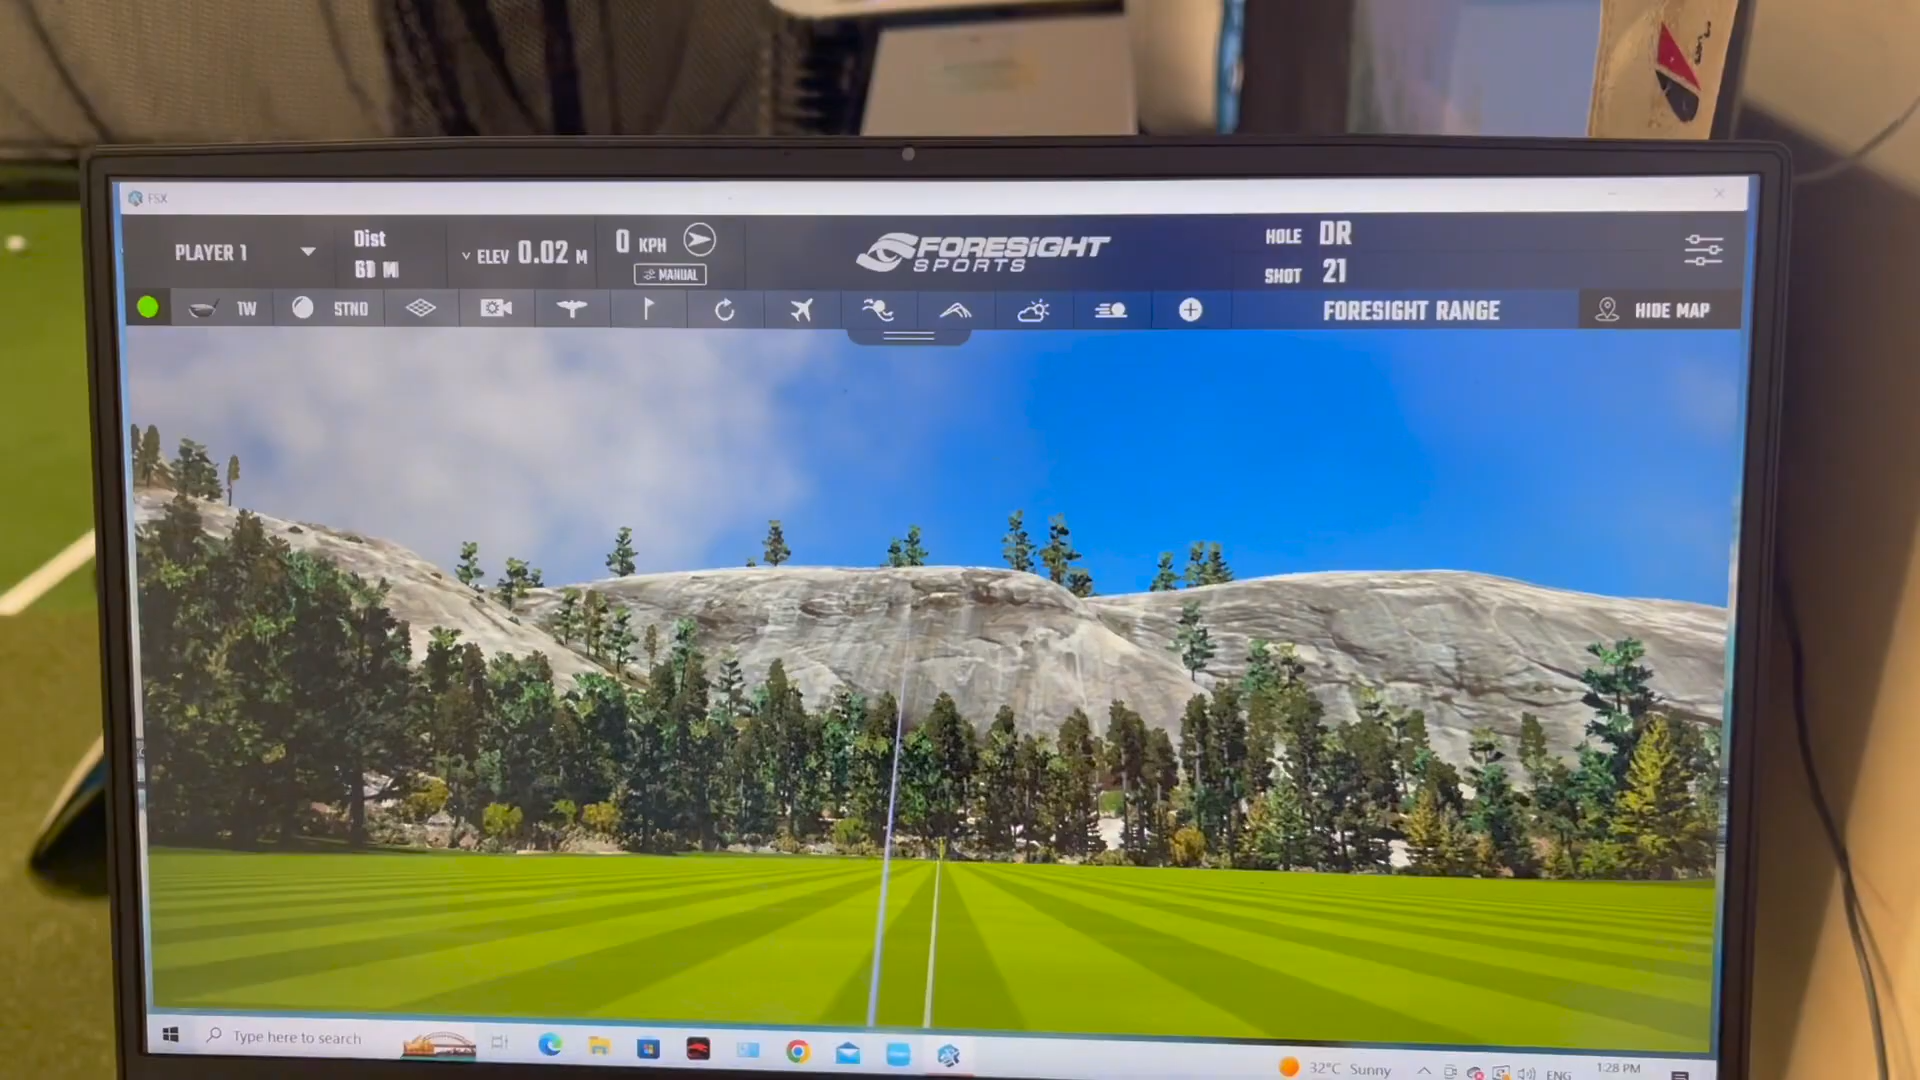 FSX
PLAYER 1
Dist
M
ELEV 0.02 M
0 KPH
MANUAL
FORESIGHT
SPORTS
HOLE DR
SHOT 21
1W
STND
FORESIGHT RANGE
HIDE MAP
Type here to search
32°C Sunny
ENG
1:28 PM